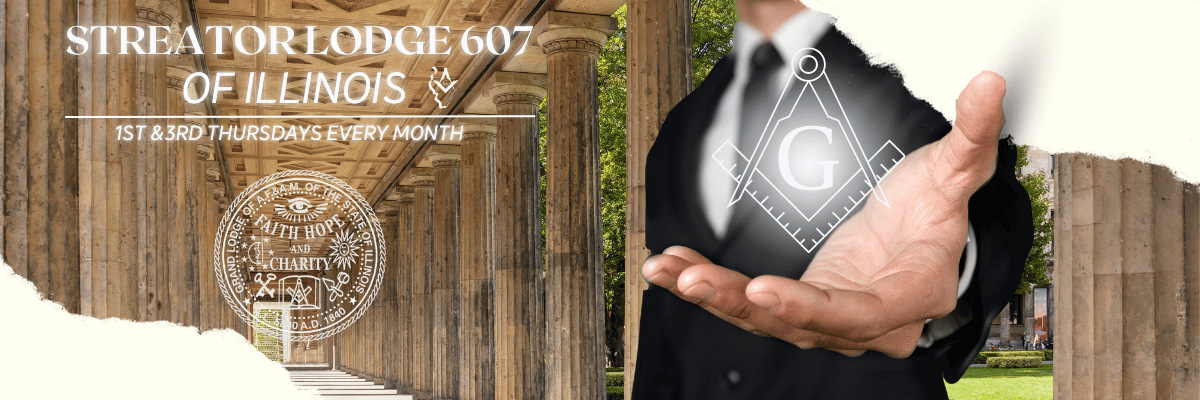 STREATOR LODGE 607
OF ILLINOIS
1ST &3RD THURSDAYS EVERY MONTH
GRAND LODGE OF A.F.&A.M. OF THE STATE OF ILLINOIS.
FAITH HOPE
AND
CHARITY
A.D. 1840
G